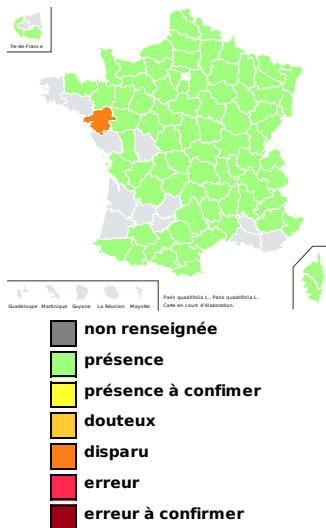 Île-de-France
Guadeloupe Martinique Guyane La Réunion Mayotte
Paris quadrifolia L., Paris quadrifolia L.
Carte en cours d'élaboration.
non renseignée
présence
présence à confimer
douteux
disparu
erreur
erreur à confirmer